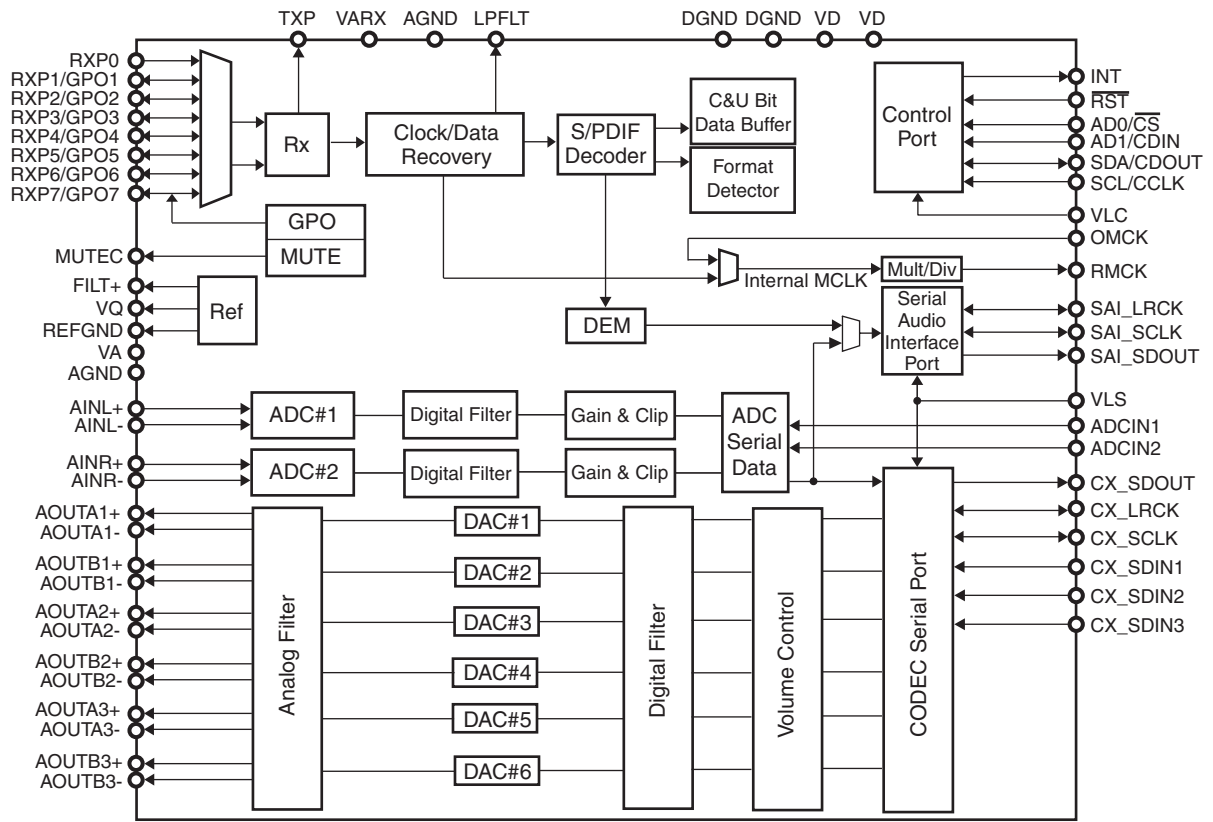 TXP VARX AGND LPFLT DGND DGND VD VD
RXP0
RXP1/GPO1
RXP2/GPO2
RXP3/GPO3
RXP4/GPO4
RXP5/GPO5
RXP6/GPO6
RXP7/GPO7
Rx
Clock/Data
Recovery
S/PDIF
Decoder
C&U Bit
Data Buffer
Format
Detector
Control
Port
INT
RST
AD0/CS
AD1/CDIN
SDA/CDOUT
SCL/CCLK
VLC
OMCK
RMCK
GPO
MUTE
MUTEC
FILT+
VQ
REFGND
VA
AGND
Ref
Internal MCLK
Mult/Div
DEM
Serial
Audio
Interface
Port
SAI_LRCK
SAI_SCLK
SAI_SDOUT
VLS
ADCIN1
ADCIN2
AINL+
AINL-
ADC#1
Digital Filter
Gain & Clip
ADC
Serial
Data
AINR+
AINR-
ADC#2
Digital Filter
Gain & Clip
CX_SDOUT
CX_LRCK
CX_SCLK
CX_SDIN1
CX_SDIN2
CX_SDIN3
AOUTA1+
AOUTA1-
AOUTB1+
AOUTB1-
AOUTA2+
AOUTA2-
AOUTB2+
AOUTB2-
AOUTA3+
AOUTA3-
AOUTB3+
AOUTB3-
Analog Filter
DAC#1
DAC#2
DAC#3
DAC#4
DAC#5
DAC#6
Digital Filter
Volume Control
CODEC Serial Port